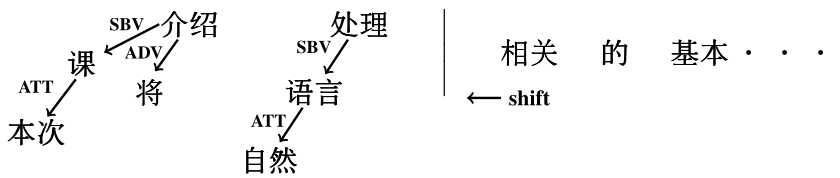 SBV 介绍 处理
课 ADV SBV 相关 的 基本 · · ·
ATT 将 语言 shift
本次 ATT
自然